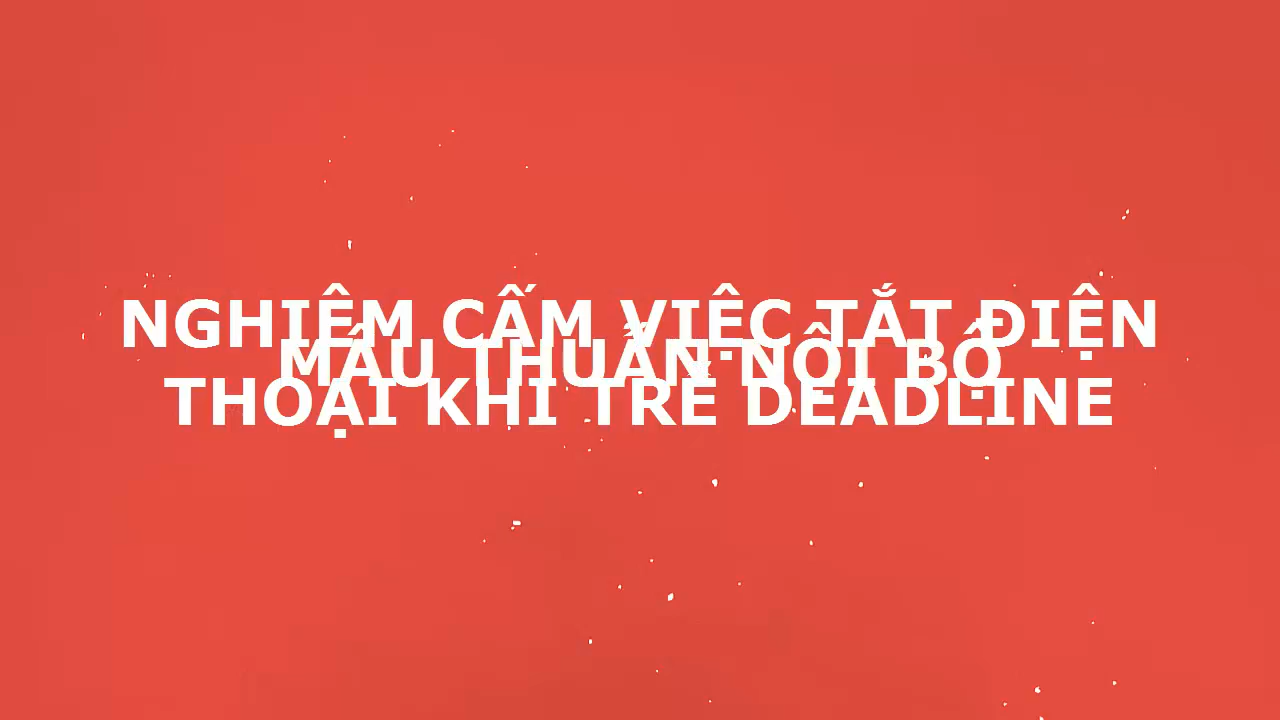 NGHIÊM CẤM VIỆC TẮT ĐIỆN
MÂU THUẪN NỘI BỘ
THOẠI KHI TRỄ DEADLINE